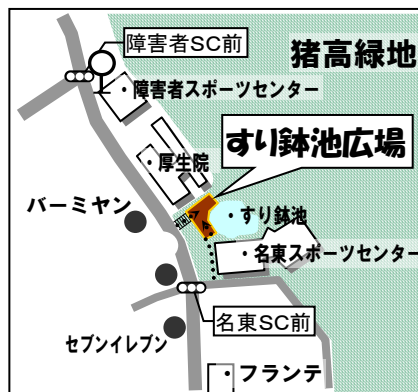 障害者SC前
猪高緑地
・障害者スポーツセンター
すり鉢池広場
・厚生院
バーミヤン
・すり鉢池
・名東スポーツセンター
名東SC前
セブンイレブン
・フランテ